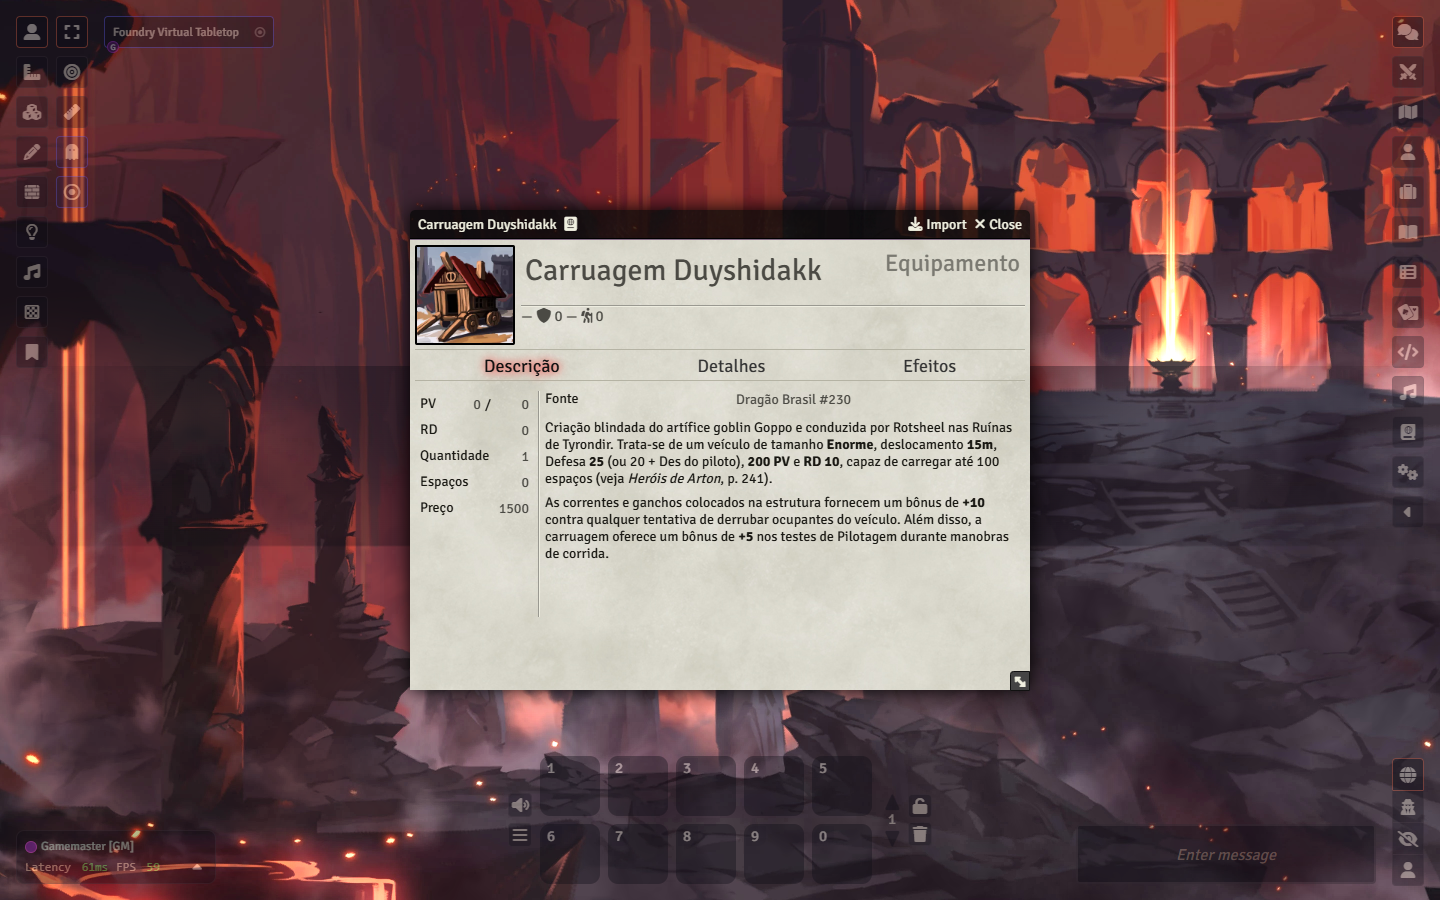 Foundry Virtual Tabletop
G
Carruagem Duyshidakk
Import
Close
Carruagem Duyshidakk
Equipamento
— 0 — 0
Descrição
Detalhes
Efeitos
PV 0 / 0
RD 0
Quantidade 1
Espaços 0
Preço 1500
Fonte
Dragão Brasil #230
Criação blindada do artífice goblin Goppo e conduzida por Rotsheel nas Ruínas
de Tyrondir. Trata-se de um veículo de tamanho Enorme, deslocamento 15m,
Defesa 25 (ou 20 + Des do piloto), 200 PV e RD 10, capaz de carregar até 100
espaços (veja Heróis de Arton, p. 241).
As correntes e ganchos colocados na estrutura fornecem um bônus de +10
contra qualquer tentativa de derrubar ocupantes do veículo. Além disso, a
carruagem oferece um bônus de +5 nos testes de Pilotagem durante manobras
de corrida.
1 2 3 4 5
1
6 7 8 9 0
Gamemaster [GM]
Latency 61ms FPS 59
Enter message